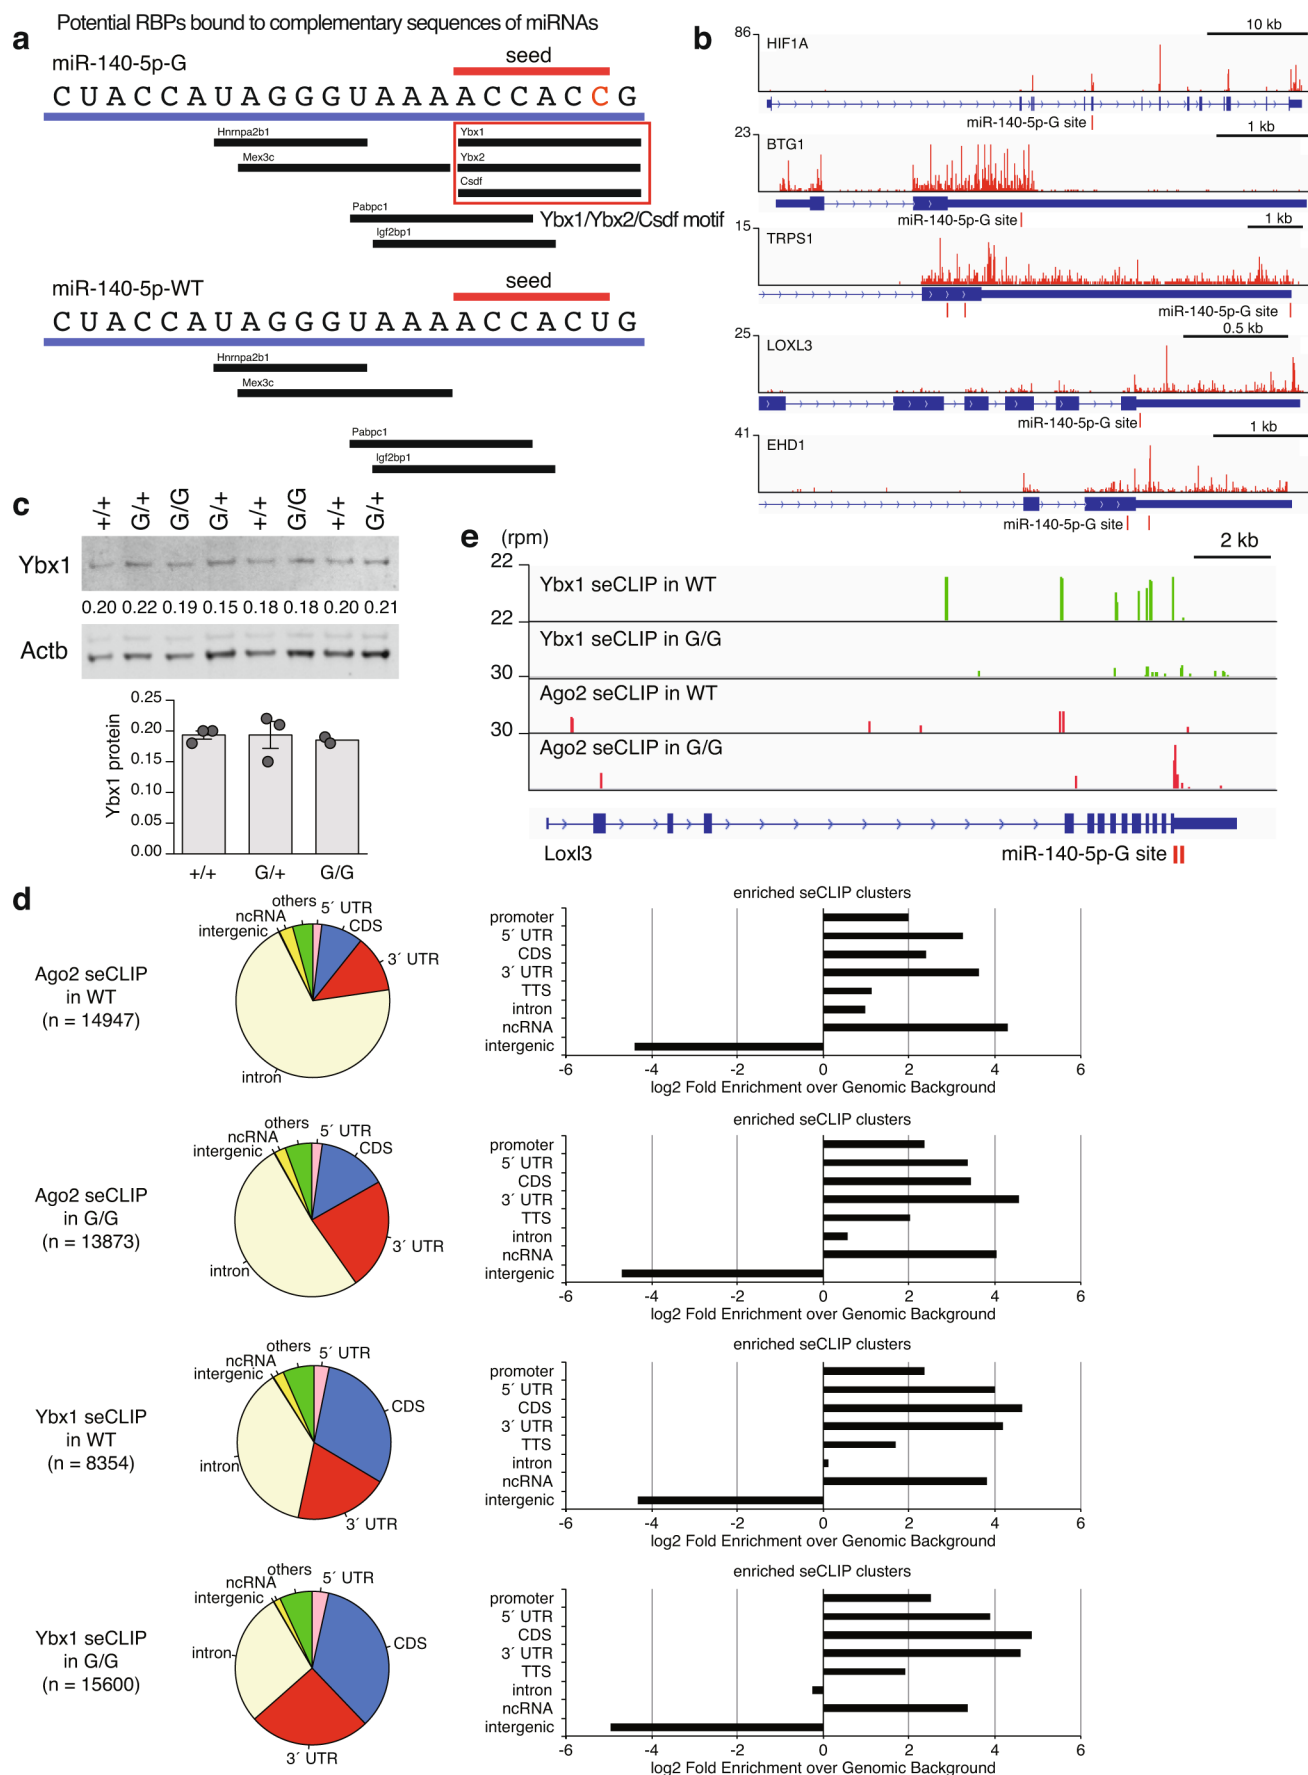 a
Potential RBPs bound to complementary sequences of miRNAs
miR-140-5p-G
seed
CUACCAUAGGGUAAAACCACCG
Hnrnpa2b1
Mex3c
Ybx1
Ybx2
Csdf
Pabpc1
Ybx1/Ybx2/Csdf motif
Igf2bp1
miR-140-5p-WT
seed
CUACCAUAGGGUAAAACCACUG
Hnrnpa2b1
Mex3c
Pabpc1
Igf2bp1
b
86
HIF1A
10 kb
miR-140-5p-G site
23
BTG1
1 kb
miR-140-5p-G site
15
TRPS1
1 kb
miR-140-5p-G site
25
LOXL3
0.5 kb
miR-140-5p-G site
41
EHD1
1 kb
miR-140-5p-G site
c
+/+ G/+ G/G G/+ +/+ G/G +/+ G/+
Ybx1
0.20 0.22 0.19 0.15 0.18 0.18 0.20 0.21
Actb
Ybx1 protein
0.25
0.20
0.15
0.10
0.05
0.00
+/+ G/+ G/G
e
(rpm)
2 kb
22
Ybx1 seCLIP in WT
22
Ybx1 seCLIP in G/G
30
Ago2 seCLIP in WT
30
Ago2 seCLIP in G/G
Loxl3
miR-140-5p-G site
d
Ago2 seCLIP
in WT
(n = 14947)
others
5´ UTR
ncRNA
CDS
intergenic
3´ UTR
intron
enriched seCLIP clusters
promoter
5´ UTR
CDS
3´ UTR
TTS
intron
ncRNA
intergenic
-6 -4 -2 0 2 4 6
log2 Fold Enrichment over Genomic Background
Ago2 seCLIP
in G/G
(n = 13873)
others
5´ UTR
ncRNA
CDS
intergenic
3´ UTR
intron
enriched seCLIP clusters
promoter
5´ UTR
CDS
3´ UTR
TTS
intron
ncRNA
intergenic
-6 -4 -2 0 2 4 6
log2 Fold Enrichment over Genomic Background
Ybx1 seCLIP
in WT
(n = 8354)
others
5´ UTR
ncRNA
intergenic
CDS
intron
3´ UTR
enriched seCLIP clusters
promoter
5´ UTR
CDS
3´ UTR
TTS
intron
ncRNA
intergenic
-6 -4 -2 0 2 4 6
log2 Fold Enrichment over Genomic Background
Ybx1 seCLIP
in G/G
(n = 15600)
others
5´ UTR
ncRNA
intergenic
CDS
intron
3´ UTR
enriched seCLIP clusters
promoter
5´ UTR
CDS
3´ UTR
TTS
intron
ncRNA
intergenic
-6 -4 -2 0 2 4 6
log2 Fold Enrichment over Genomic Background